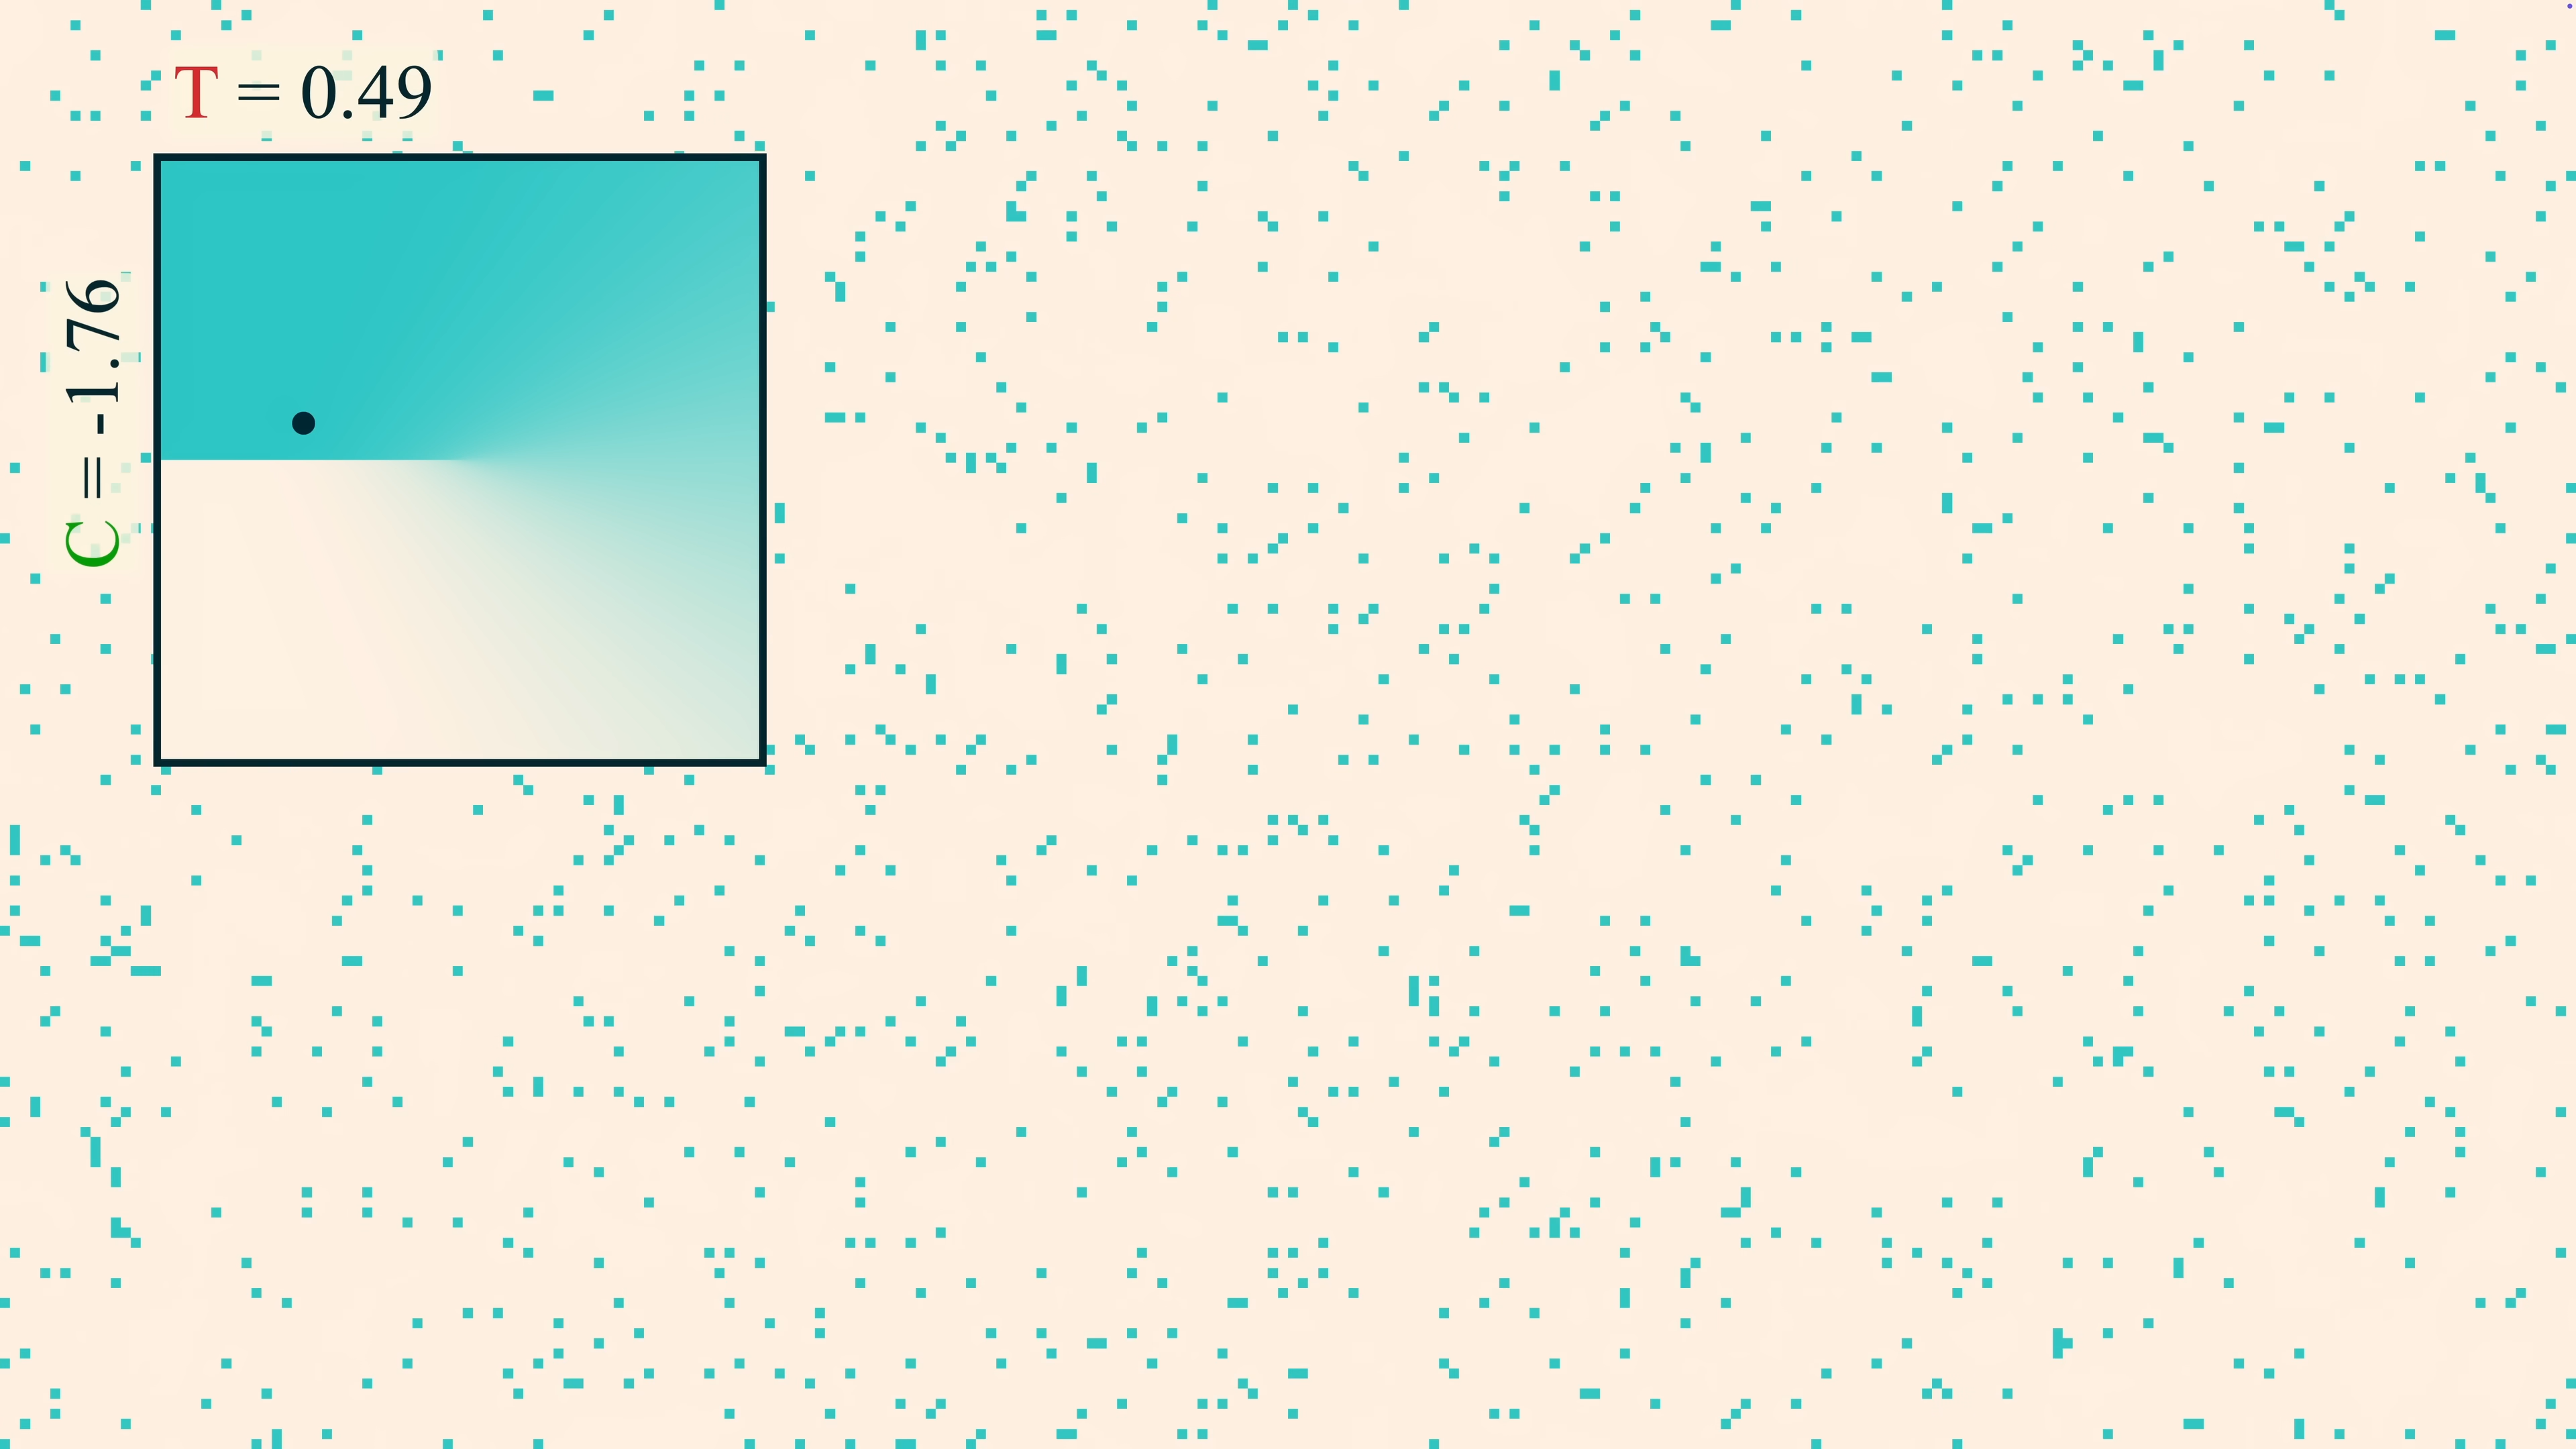 T = 0.49
C = -1.76